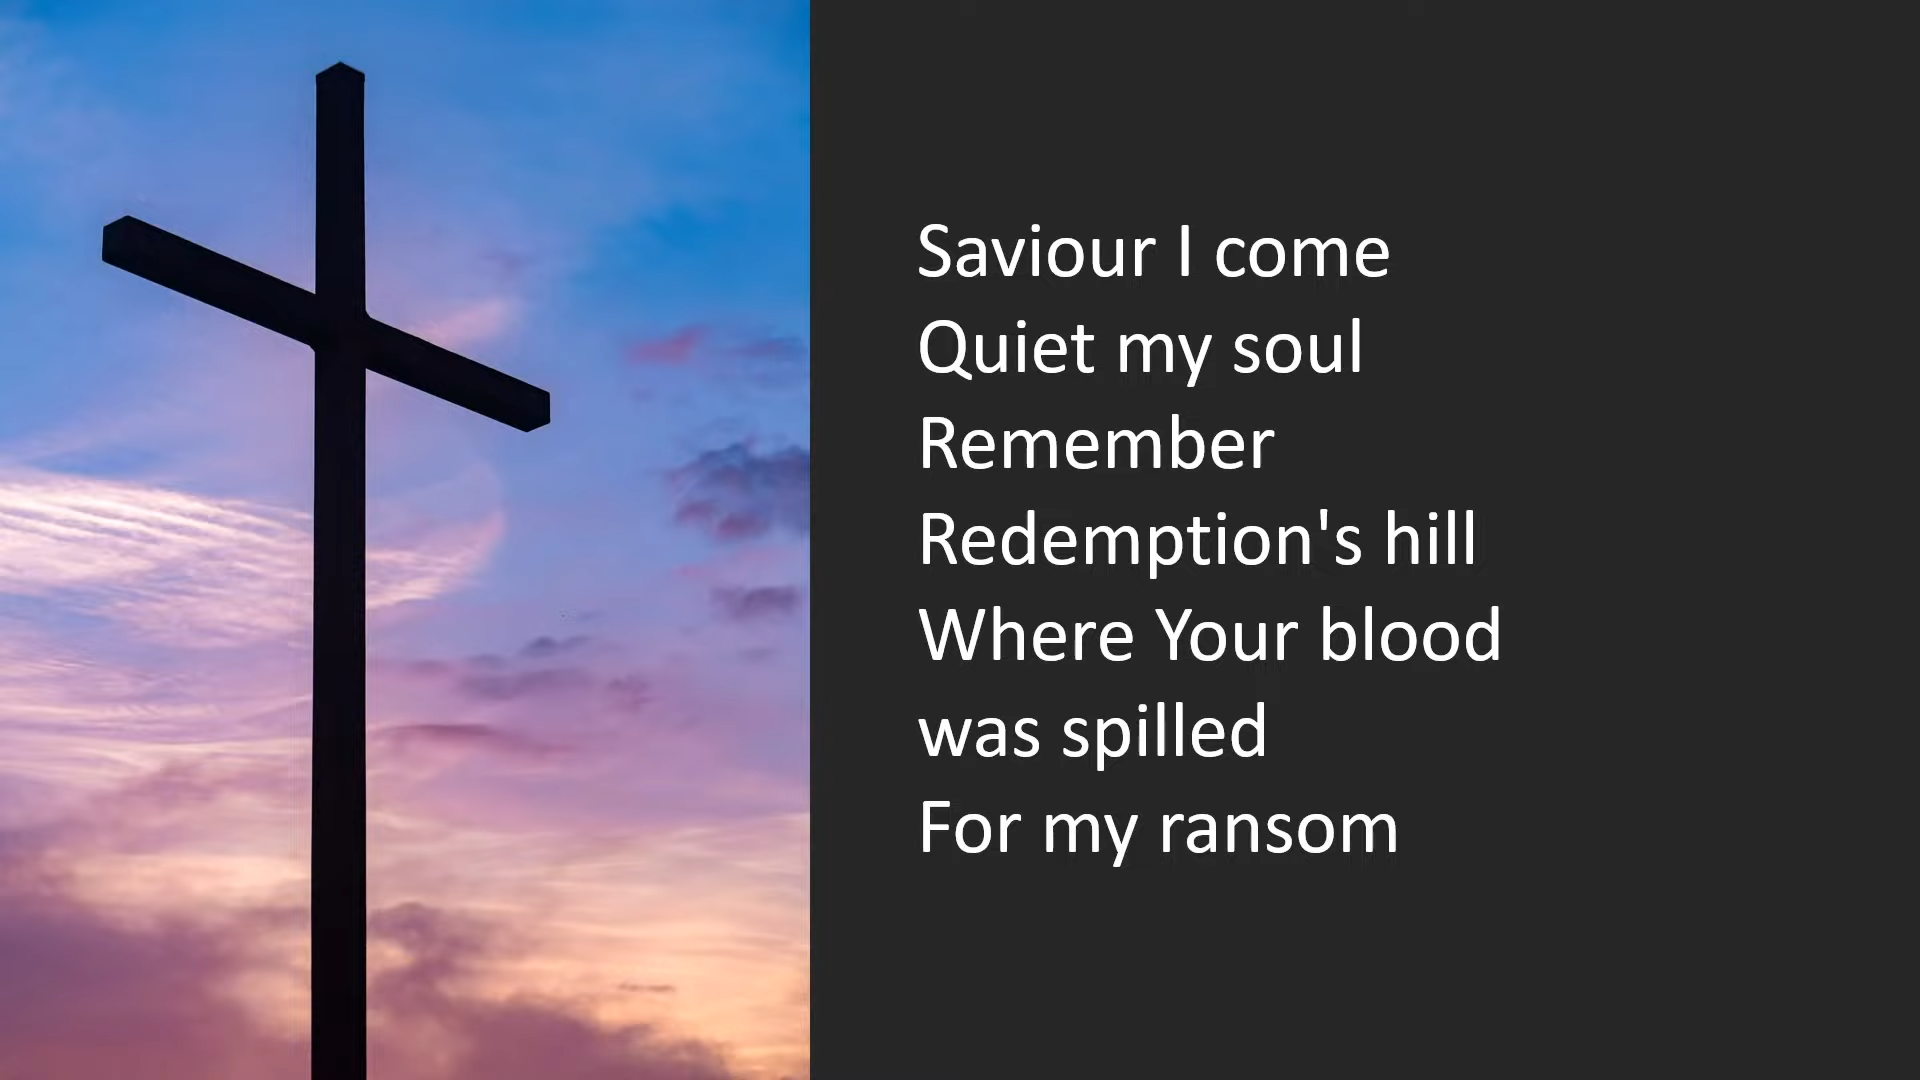 Saviour I come
Quiet my soul
Remember
Redemption's hill
Where Your blood
was spilled
For my ransom